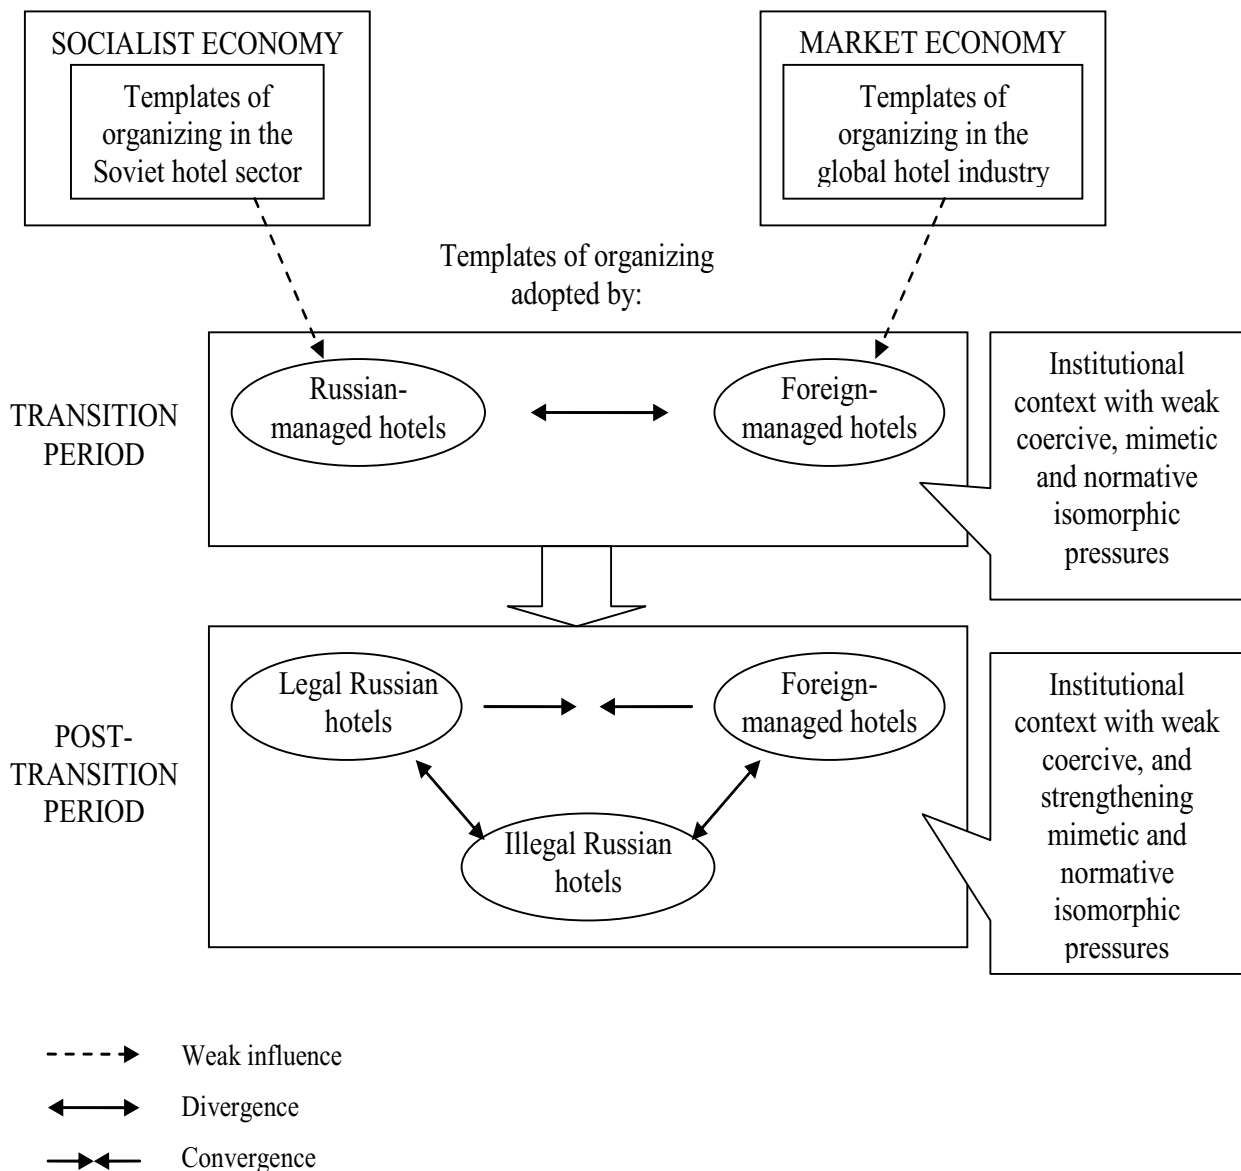 SOCIALIST ECONOMY
Templates of
organizing in the
Soviet hotel sector
MARKET ECONOMY
Templates of
organizing in the
global hotel industry
Templates of organizing
adopted by:
TRANSITION
PERIOD
Russian-
managed hotels
Foreign-
managed hotels
Institutional
context with weak
coercive, mimetic
and normative
isomorphic
pressures
POST-
TRANSITION
PERIOD
Legal Russian
hotels
Foreign-
managed hotels
Illegal Russian
hotels
Institutional
context with weak
coercive, and
strengthening
mimetic and
normative
isomorphic
pressures
Weak influence
Divergence
Convergence